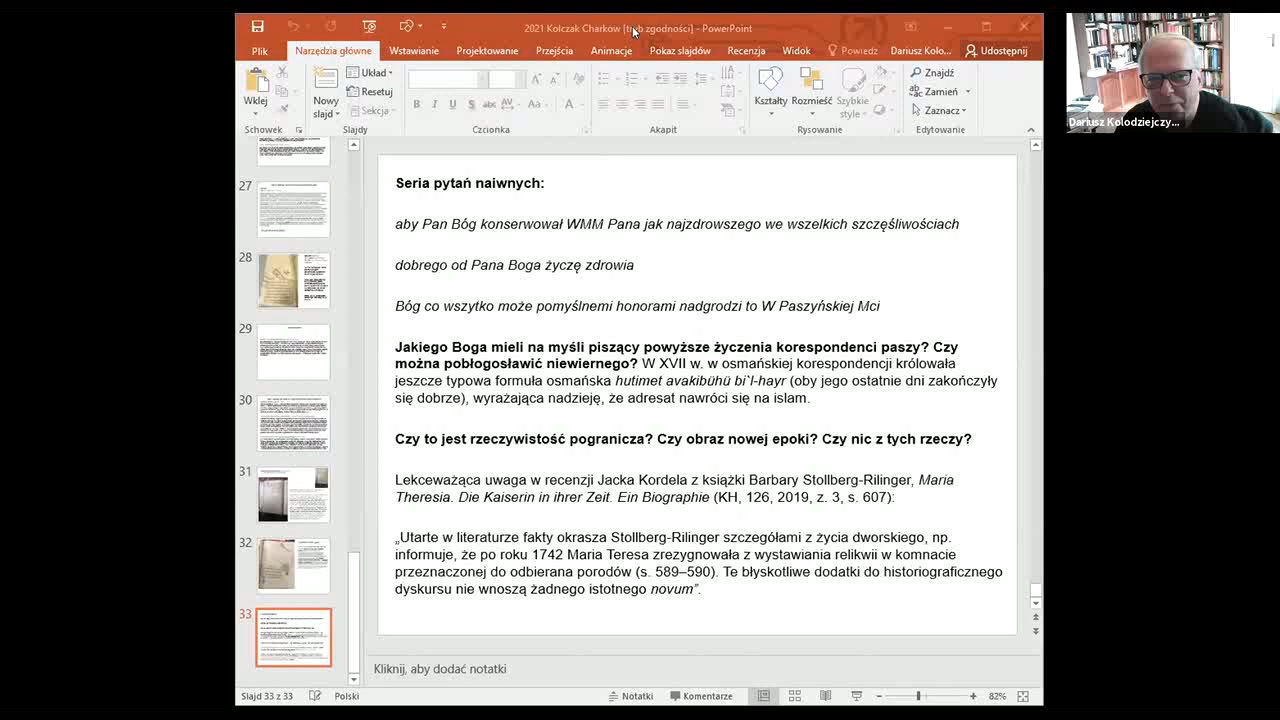 2021 Kolczak Charkow [tryb zgodności] - PowerPoint
Plik Narzędzia główne Wstawianie Projektowanie Przejścia Animacje Pokaz slajdów Recenzja Widok Powiedz Dariusz Koło... Udostępnij
Wklej
Nowy slajd
Układ
Resetuj
Sekcja
Kształty Rozmieść Szybkie style
Znajdź
Zamień
Zaznacz
Schowek Slajdy Czcionka Akapit Rysowanie Edytowanie
Dariusz Kolodziejczy...
27
28
29
30
31
32
33
Seria pytań naiwnych:
aby Pan Bóg konserwował WMM Pana jak najzdrowszego we wszelkich szczęśliwościach
dobrego od Pana Boga życzę zdrowia
Bóg co wszytko może pomyślnemi honorami nadgrodzi to W Paszyńskiej Mci
Jakiego Boga mieli na myśli piszący powyższe życzenia korespondenci paszy? Czy
można pobłogosławić niewiernego? W XVII w. w osmańskiej korespondencji królowała
jeszcze typowa formuła osmańska hutimet avakibühü bi`l-hayr (oby jego ostatnie dni zakończyły
się dobrze), wyrażająca nadzieję, że adresat nawróci się na islam.
Czy to jest rzeczywistość pogranicza? Czy obraz nowej epoki? Czy nic z tych rzeczy?
Lekceważąca uwaga w recenzji Jacka Kordela z książki Barbary Stollberg-Rilinger, Maria
Theresia. Die Kaiserin in ihrer Zeit. Ein Biographie (KH, 126, 2019, z. 3, s. 607):
„Utarte w literaturze fakty okrasza Stollberg-Rilinger szczegółami z życia dworskiego, np.
informuje, że po roku 1742 Maria Teresa zrezygnowała z wystawiania relikwii w komnacie
przeznaczonej do odbierana porodów (s. 589–590). Te błyskotliwe dodatki do historiograficznego
dyskursu nie wnoszą żadnego istotnego novum”.
Kliknij, aby dodać notatki
Slajd 33 z 33 Polski Notatki Komentarze 82%